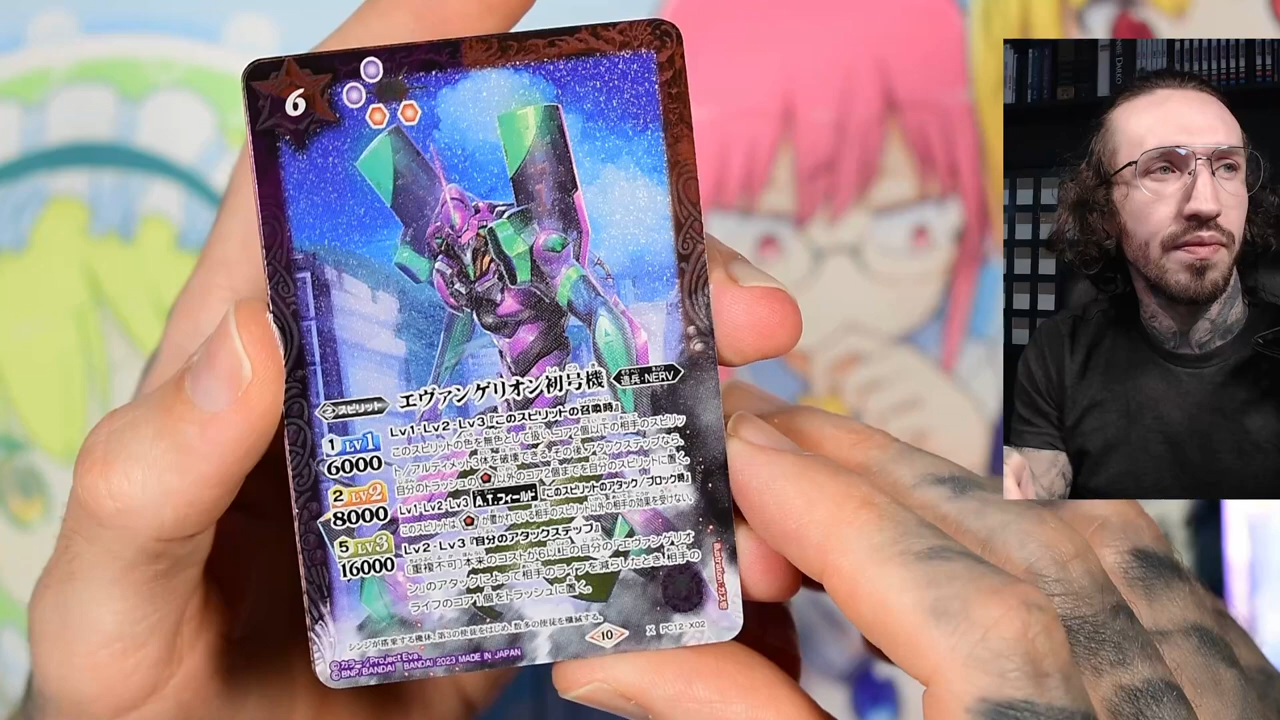 6
エヴァンゲリオン初号機
造兵・NERV
スピリット
1 LV1
6000
2 LV2
8000
5 LV3
16000
Lv1・Lv2・Lv3『このスピリットの召喚時』
このスピリットの色を無色として扱い、コア2個以下の相手のスピリッ
ト/アルティメット3体を破壊できる。その後、アタックステップなら、
自分のトラッシュの 以外のコア2個までを自分のスピリットに置く。
Lv1・Lv2・Lv3 A.T.フィールド『このスピリットのアタック/ブロック時』
このスピリットは、 が置かれている相手のスピリット以外の相手の効果を受けない。
Lv2・Lv3『自分のアタックステップ』
〔重複不可〕本来のコストが6以上の自分の「エヴァンゲリオ
ン」のアタックによって相手のライフを減らしたとき、相手の
ライフのコア1個をトラッシュに置く。
シンジが搭乗する機体。第3の使徒をはじめ、数多の使徒を殲滅する。
10
X PC12-X02
©カラー/Project Eva.
©BNP/BANDAI BANDAI 2023 MADE IN JAPAN